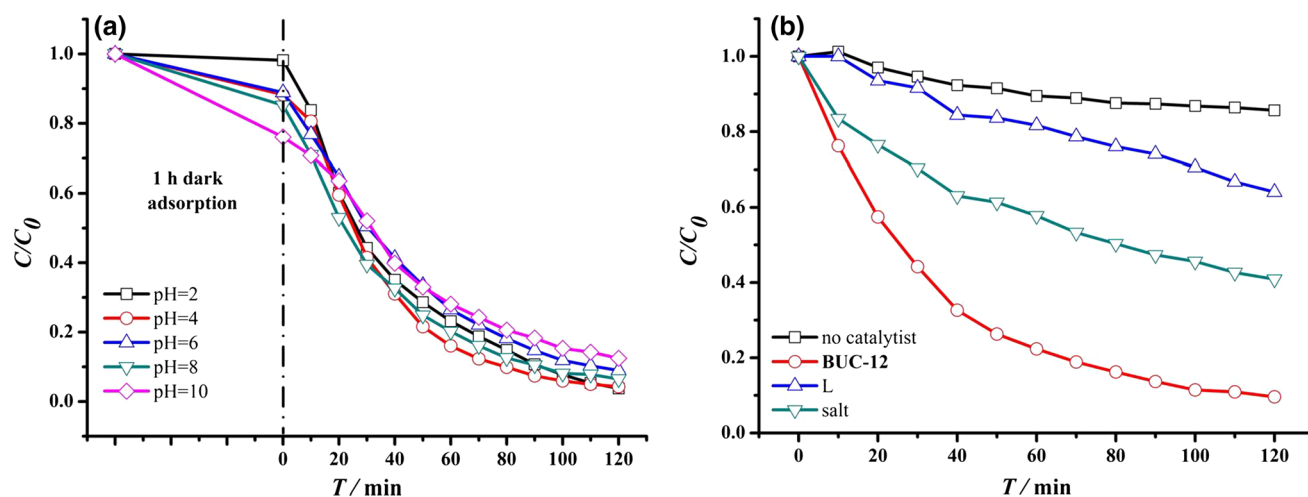 (a)
1.0
0.8
0.6
0.4
0.2
0.0
C/C0
1 h dark
adsorption
pH=2
pH=4
pH=6
pH=8
pH=10
0
20
40
60
80
100
120
T / min
(b)
1.0
0.8
0.6
0.4
0.2
0.0
C/C0
no catalytist
BUC-12
L
salt
0
20
40
60
80
100
120
T / min